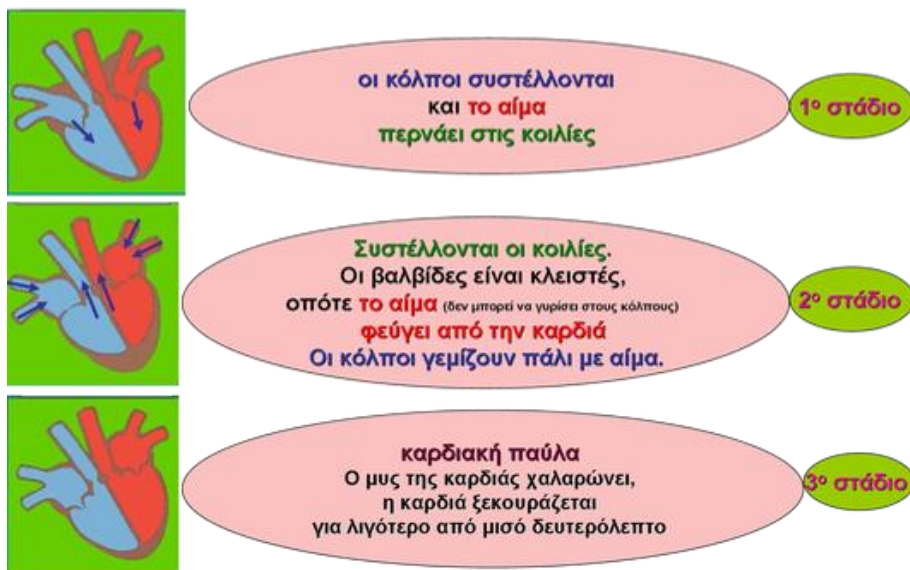 οι κόλποι συστέλλονται
και το αίμα
περνάει στις κοιλίες
1ο στάδιο
Συστέλλονται οι κοιλίες.
Οι βαλβίδες είναι κλειστές,
οπότε το αίμα (δεν μπορεί να γυρίσει στους κόλπους)
φεύγει από την καρδιά
Οι κόλποι γεμίζουν πάλι με αίμα.
2ο στάδιο
καρδιακή παύλα
Ο μυς της καρδιάς χαλαρώνει,
η καρδιά ξεκουράζεται
για λιγότερο από μισό δευτερόλεπτο
3ο στάδιο